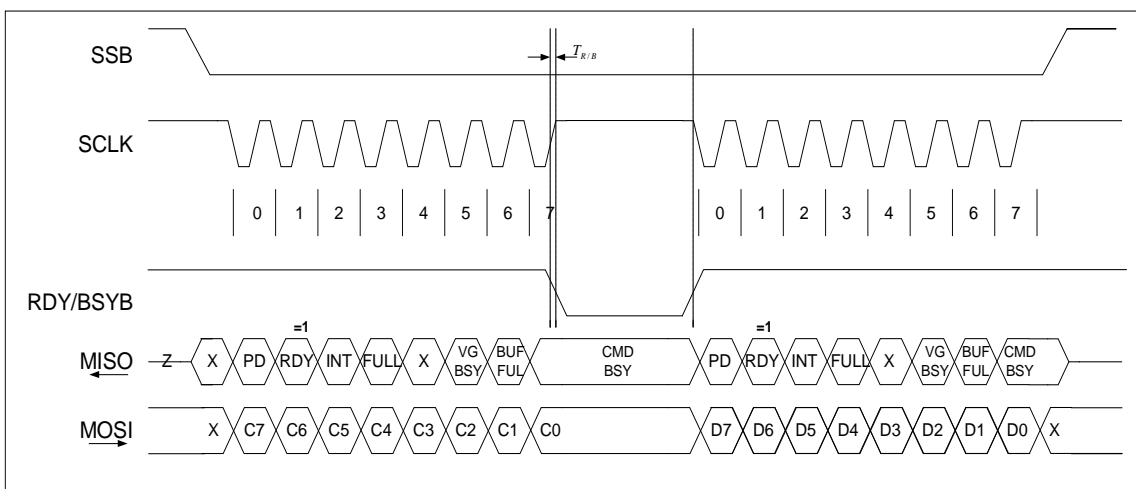 SSB
T R/B
SCLK
0 1 2 3 4 5 6 7 0 1 2 3 4 5 6 7
RDY/BSYB
=1 =1
MISO Z X PD RDY INT FULL X VG BSY BUF FUL CMD BSY PD RDY INT FULL X VG BSY BUF FUL CMD BSY
MOSI X C7 C6 C5 C4 C3 C2 C1 C0 D7 D6 D5 D4 D3 D2 D1 D0 X